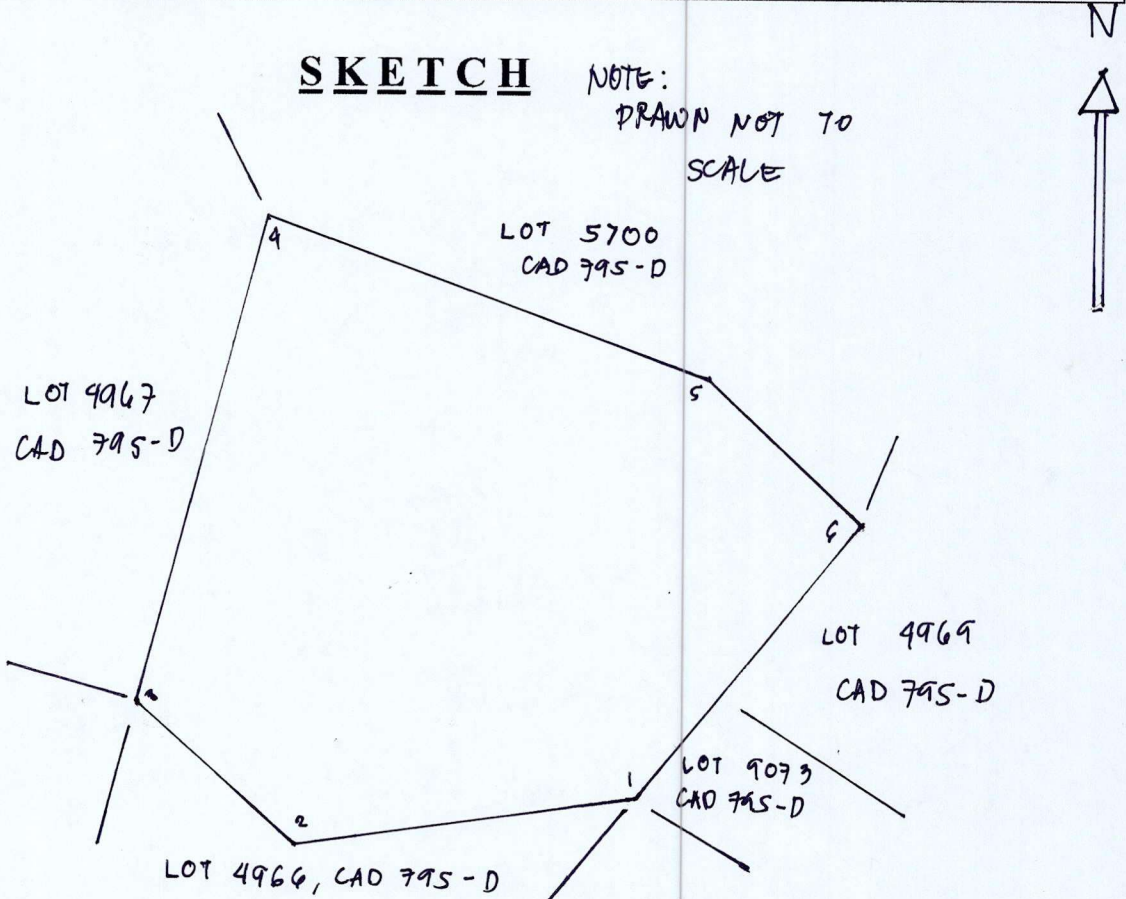 N
SKETCH
NOTE:
DRAWN NOT TO
SCALE
4
LOT 5700
CAD 795-D
5
LOT 4967
CAD 795-D
6
LOT 4969
CAD 795-D
3
1
LOT 9073
CAD 795-D
2
LOT 4966, CAD 795-D